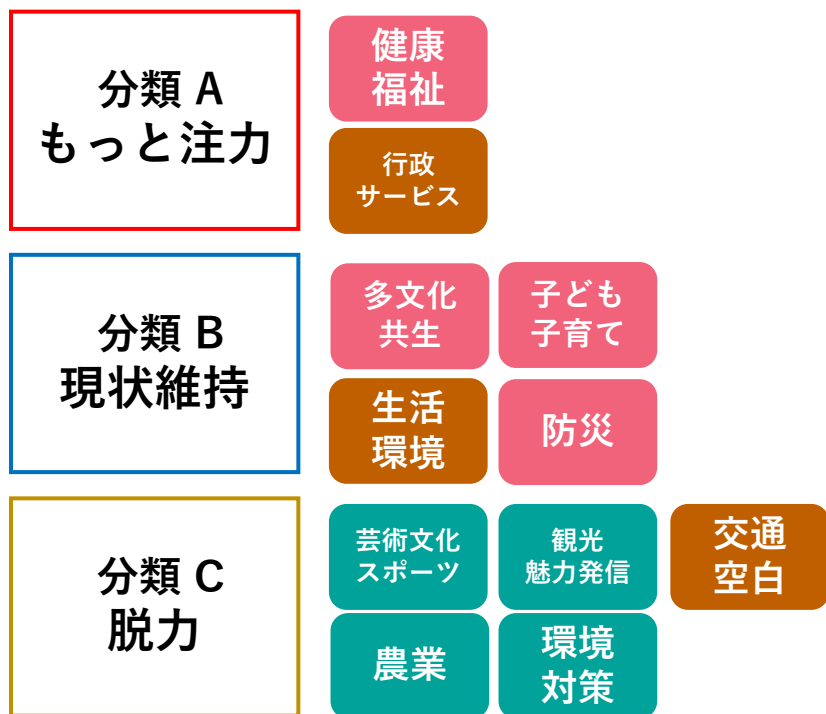 分類 A
もっと注力
健康
福祉
行政
サービス
分類 B
現状維持
多文化
共生
子ども
子育て
生活
環境
防災
分類 C
脱力
芸術文化
スポーツ
観光
魅力発信
交通
空白
農業
環境
対策